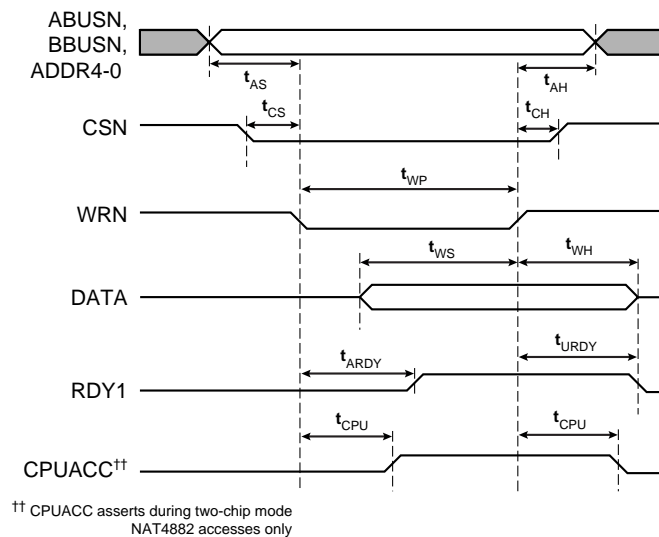 ABUSN,
BBUSN,
ADDR4-0
tAS
tAH
tCS
tCH
CSN
tWP
WRN
tWS
tWH
DATA
tARDY
tURDY
RDY1
tCPU
tCPU
CPUACC††
†† CPUACC asserts during two-chip mode
NAT4882 accesses only